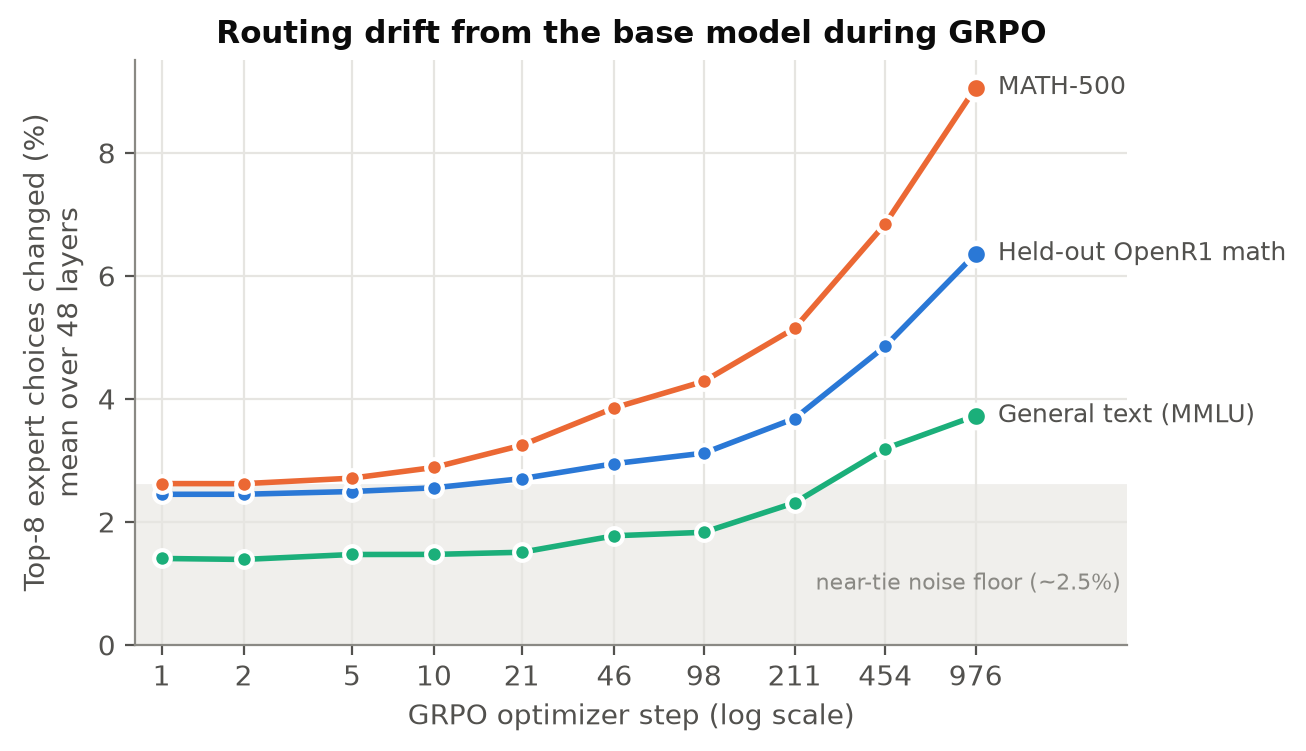 Routing drift from the base model during GRPO
Top-8 expert choices changed (%)
mean over 48 layers
8
6
4
2
0
MATH-500
Held-out OpenR1 math
General text (MMLU)
near-tie noise floor (~2.5%)
1 2 5 10 21 46 98 211 454 976
GRPO optimizer step (log scale)